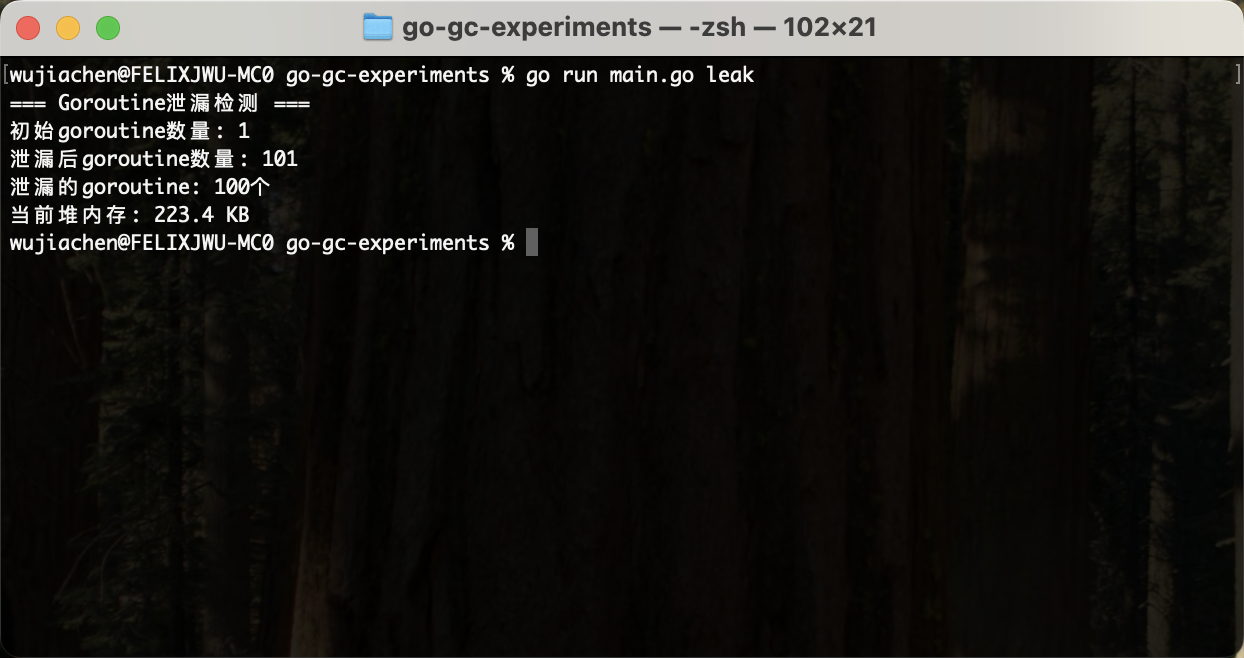 go-gc-experiments — -zsh — 102×21
[wujiachen@FELIXJWU-MC0 go-gc-experiments % go run main.go leak ]
=== Goroutine泄漏检测 ===
初始goroutine数量: 1
泄漏后goroutine数量: 101
泄漏的goroutine: 100个
当前堆内存: 223.4 KB
wujiachen@FELIXJWU-MC0 go-gc-experiments %